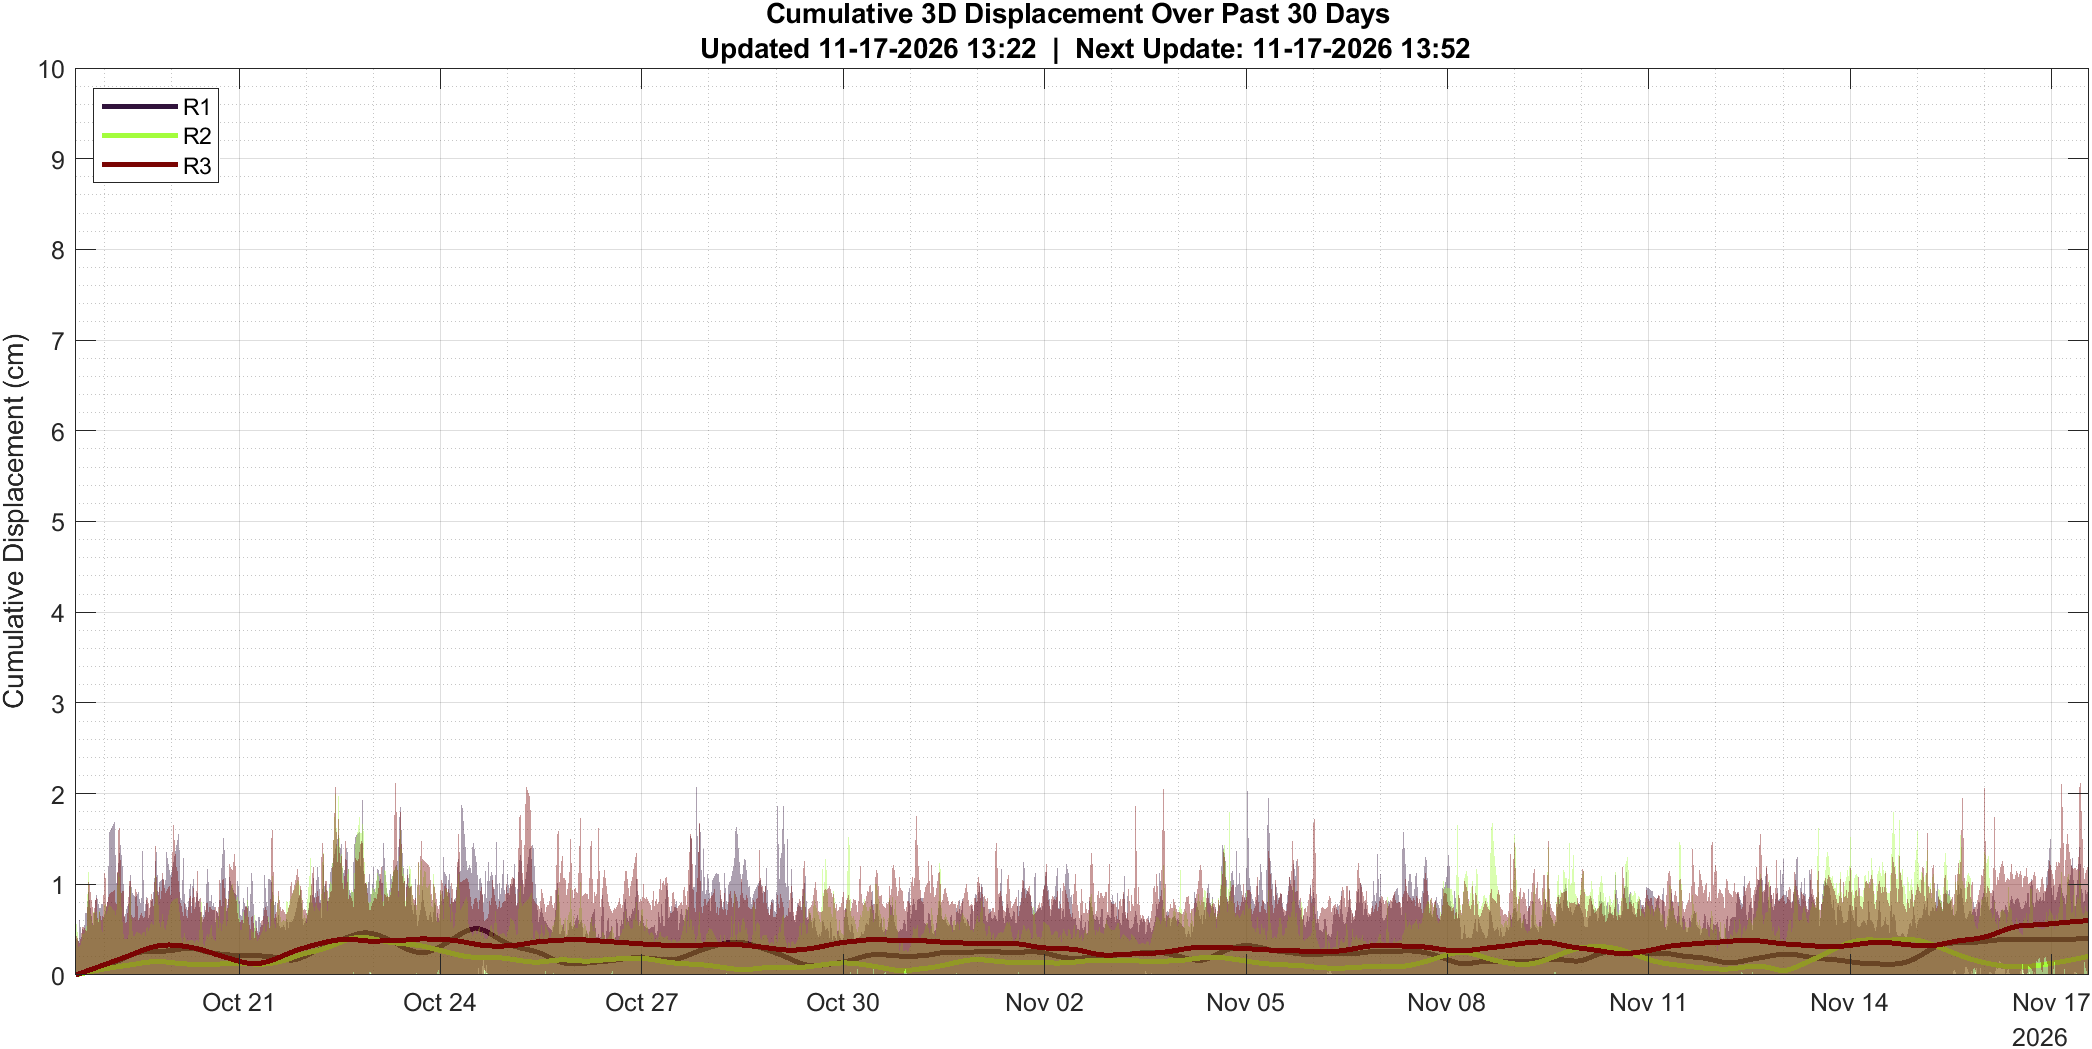 Cumulative 3D Displacement Over Past 30 Days
Updated 11-17-2026 13:22 | Next Update: 11-17-2026 13:52
R1
R2
R3
Cumulative Displacement (cm)
10
9
8
7
6
5
4
3
2
1
0
Oct 21 Oct 24 Oct 27 Oct 30 Nov 02 Nov 05 Nov 08 Nov 11 Nov 14 Nov 17
2026